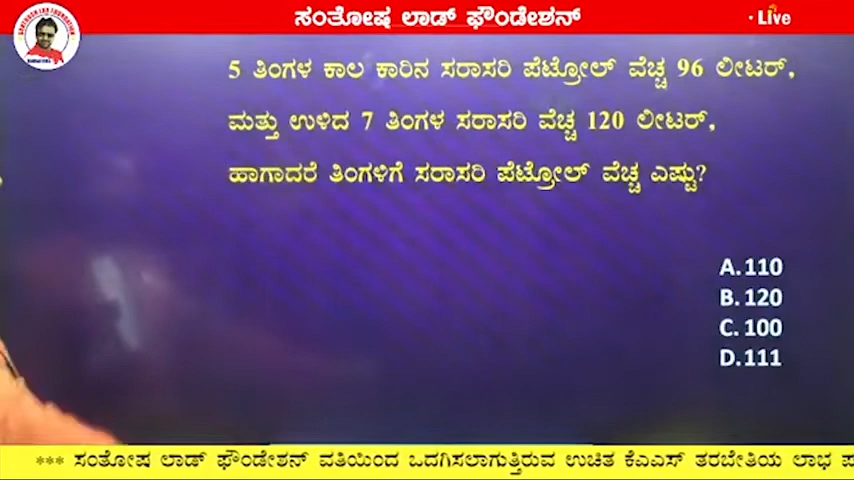 ಸಂತೋಷ ಲಾಡ್ ಫೌಂಡೇಶನ್
Live
5 ತಿಂಗಳ ಕಾಲ ಕಾರಿನ ಸರಾಸರಿ ಪೆಟ್ರೋಲ್ ವೆಚ್ಚ 96 ಲೀಟರ್,
ಮತ್ತು ಉಳಿದ 7 ತಿಂಗಳ ಸರಾಸರಿ ವೆಚ್ಚ 120 ಲೀಟರ್,
ಹಾಗಾದರೆ ತಿಂಗಳಿಗೆ ಸರಾಸರಿ ಪೆಟ್ರೋಲ್ ವೆಚ್ಚ ಎಷ್ಟು?
A. 110
B. 120
C. 100
D. 111
*** ಸಂತೋಷ ಲಾಡ್ ಫೌಂಡೇಶನ್ ವತಿಯಿಂದ ಒದಗಿಸಲಾಗುತ್ತಿರುವ ಉಚಿತ ಕೆಎಎಸ್ ತರಬೇತಿಯ ಲಾಭ ಪ